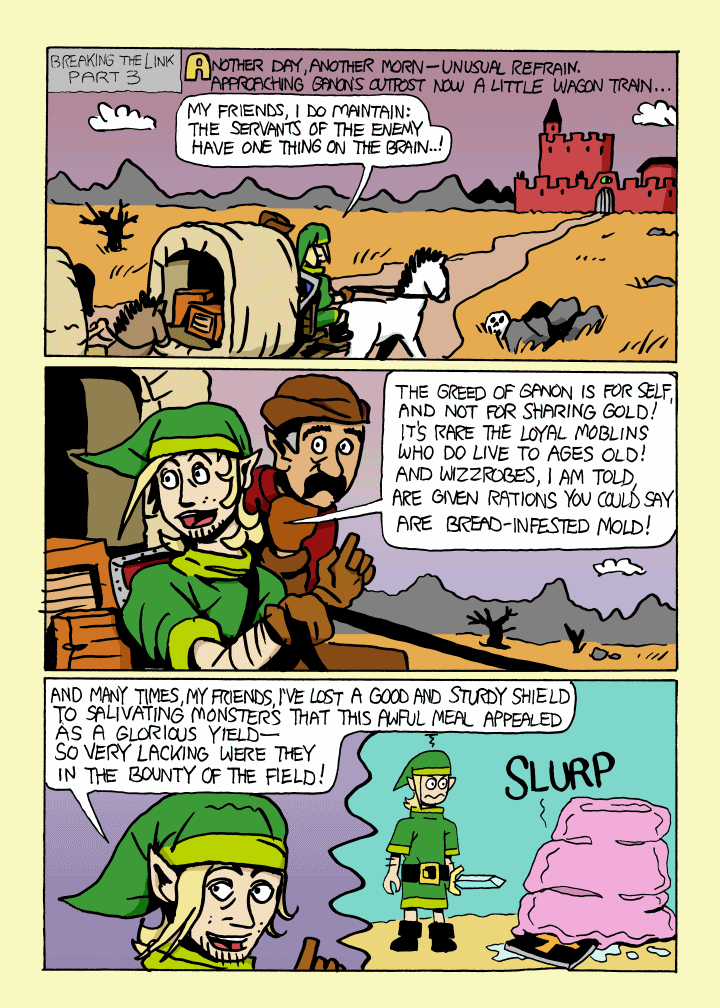 BREAKING THE LINK
PART 3
ANOTHER DAY, ANOTHER MORN—UNUSUAL REFRAIN.
APPROACHING GANON'S OUTPOST NOW A LITTLE WAGON TRAIN...
MY FRIENDS, I DO MAINTAIN:
THE SERVANTS OF THE ENEMY
HAVE ONE THING ON THE BRAIN..!
THE GREED OF GANON IS FOR SELF,
AND NOT FOR SHARING GOLD!
IT'S RARE THE LOYAL MOBLINS
WHO DO LIVE TO AGES OLD!
AND WIZZROBES, I AM TOLD,
ARE GIVEN RATIONS YOU COULD SAY
ARE BREAD-INFESTED MOLD!
AND MANY TIMES, MY FRIENDS, I'VE LOST A GOOD AND STURDY SHIELD
TO SALIVATING MONSTERS THAT THIS AWFUL MEAL APPEALED
AS A GLORIOUS YIELD—
SO VERY LACKING WERE THEY
IN THE BOUNTY OF THE FIELD!
SLURP